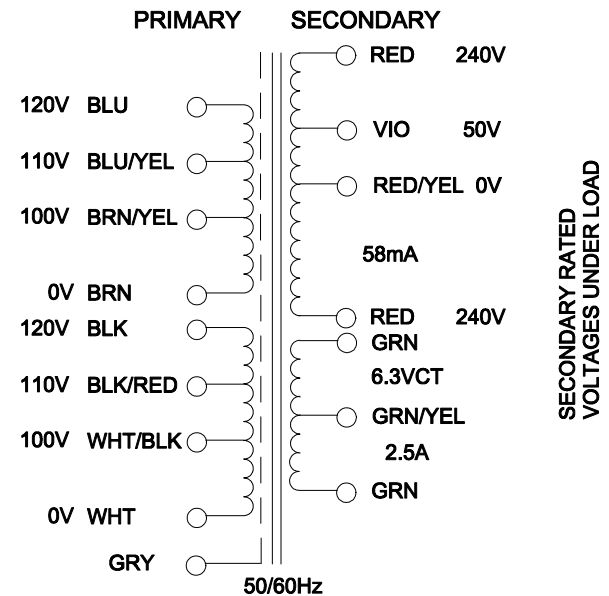 PRIMARY SECONDARY
RED 240V
120V BLU
VIO 50V
110V BLU/YEL
RED/YEL 0V
100V BRN/YEL
58mA
0V BRN
RED 240V
120V BLK
GRN
6.3VCT
110V BLK/RED
GRN/YEL
100V WHT/BLK
2.5A
GRN
0V WHT
GRY
50/60Hz
SECONDARY RATED
VOLTAGES UNDER LOAD